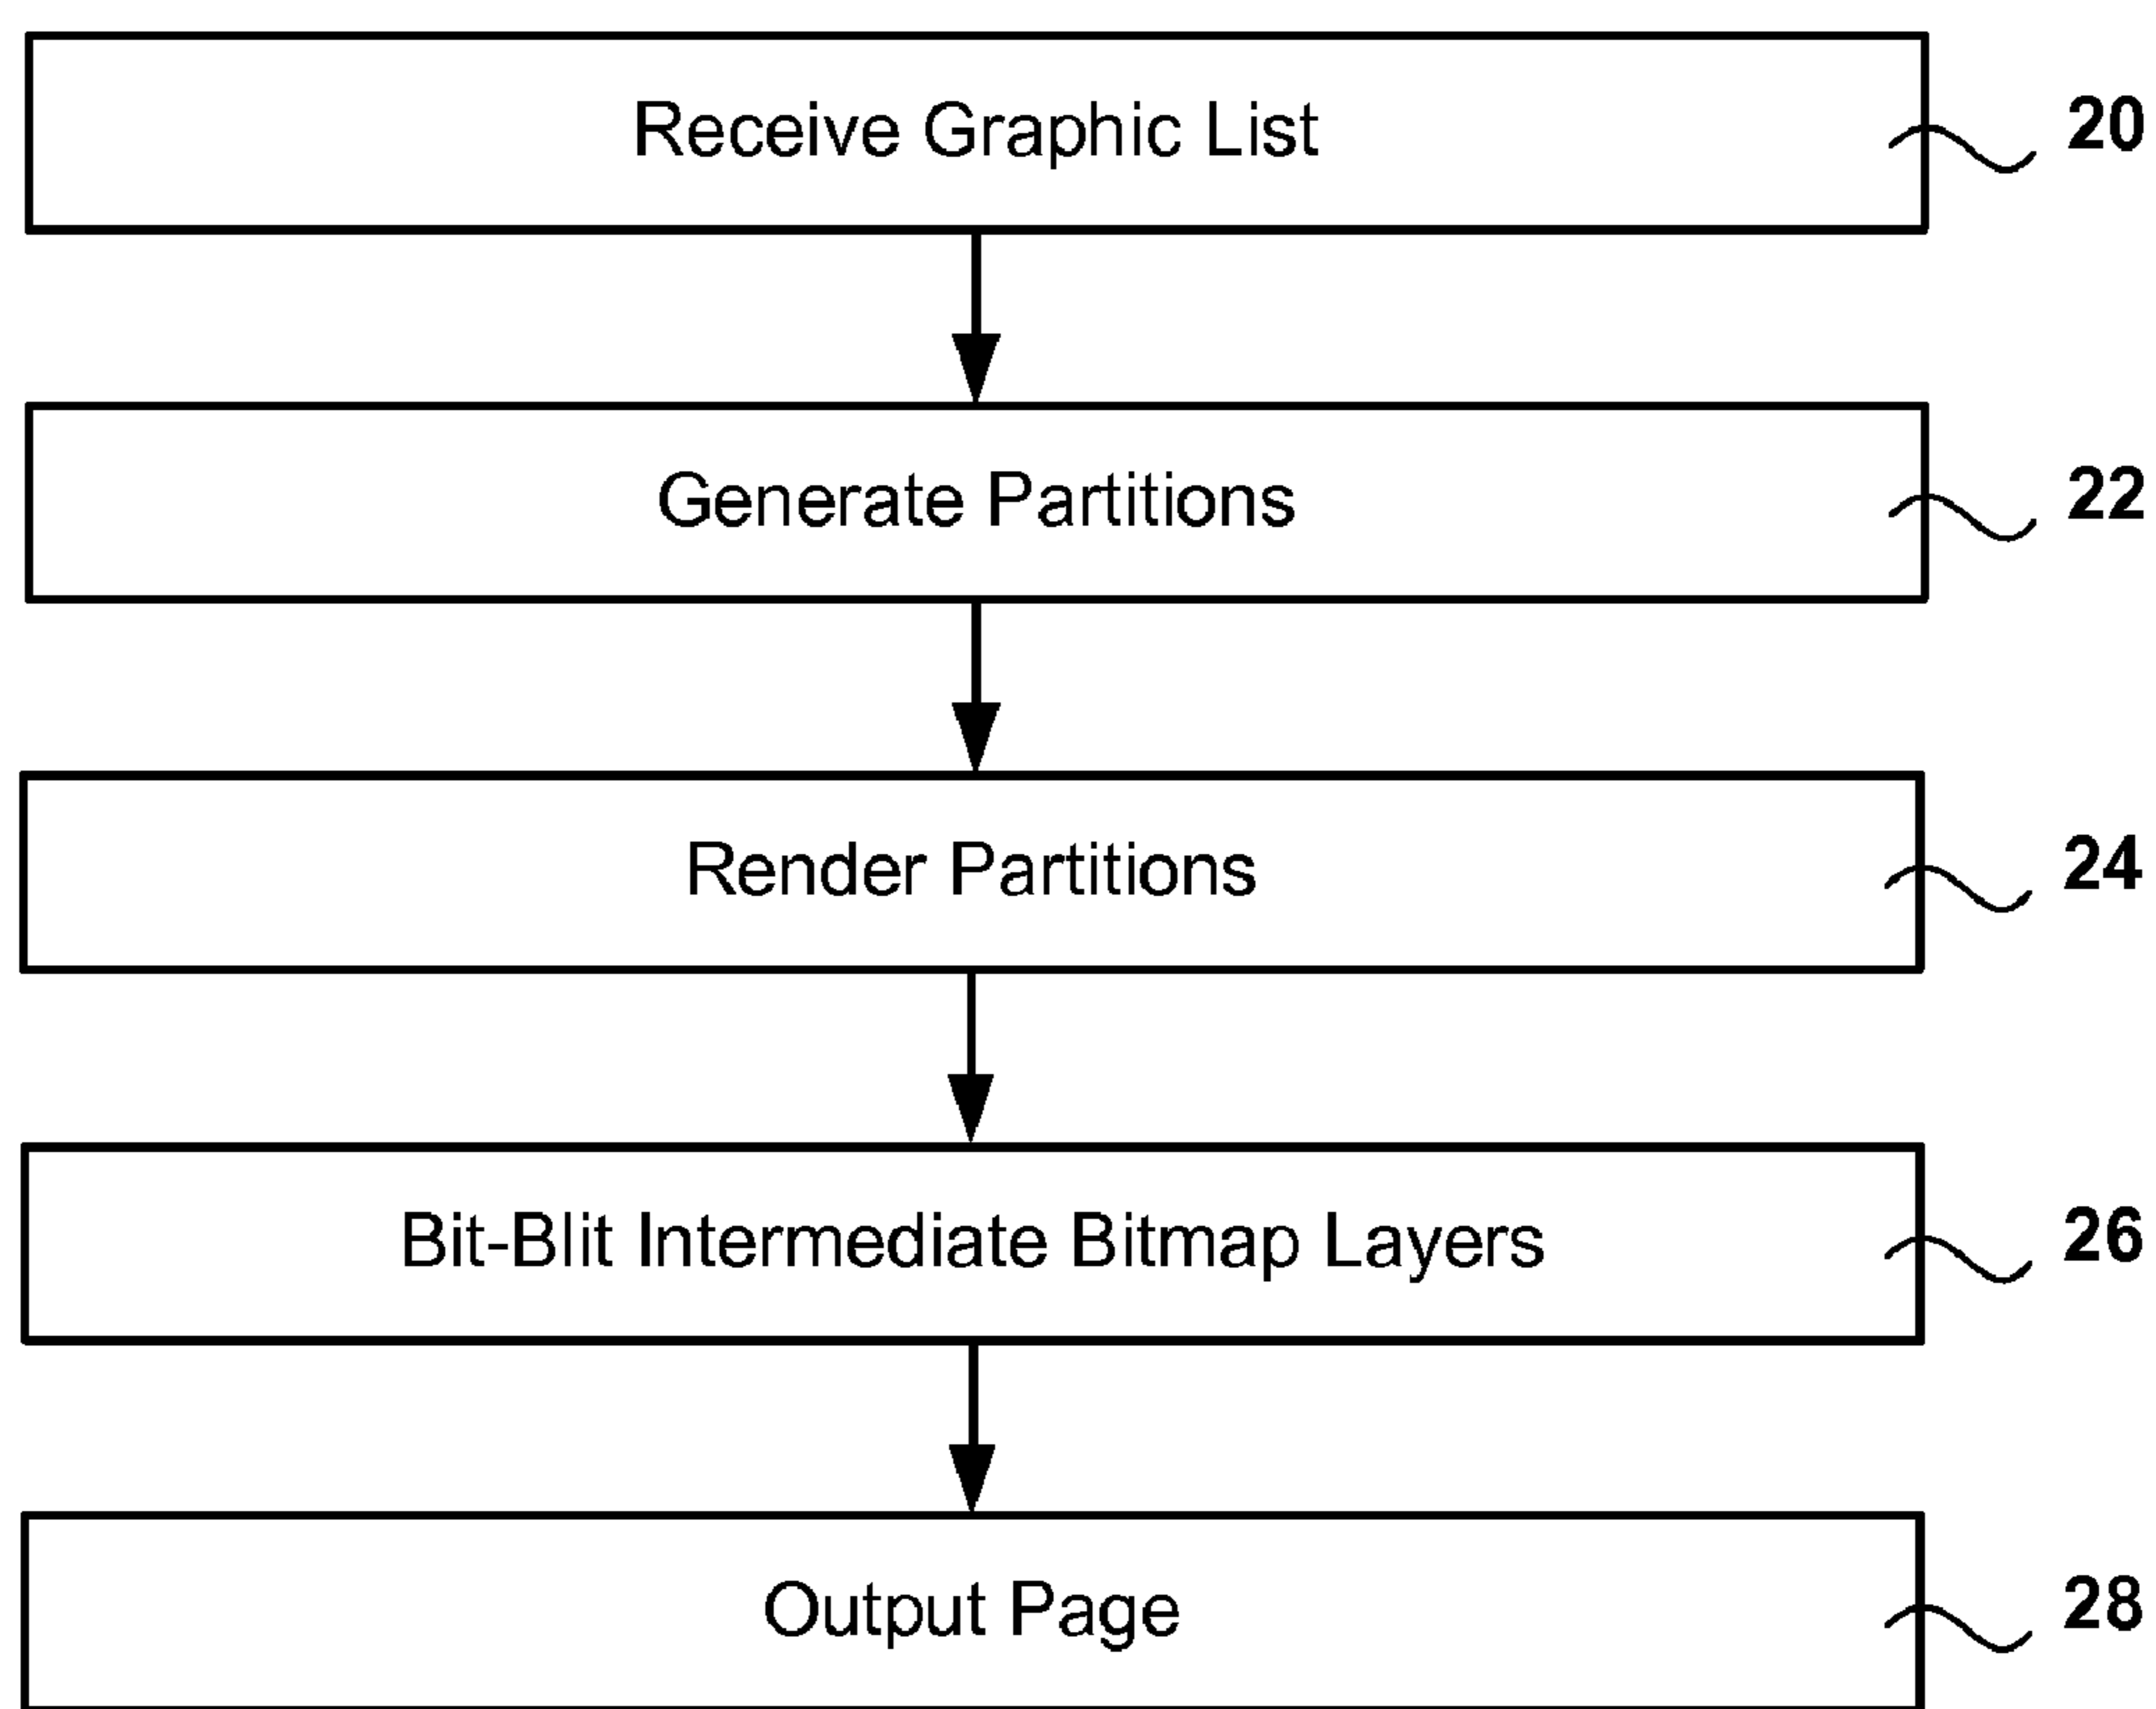 Receive Graphic List 20
Generate Partitions 22
Render Partitions 24
Bit-Blit Intermediate Bitmap Layers 26
Output Page 28